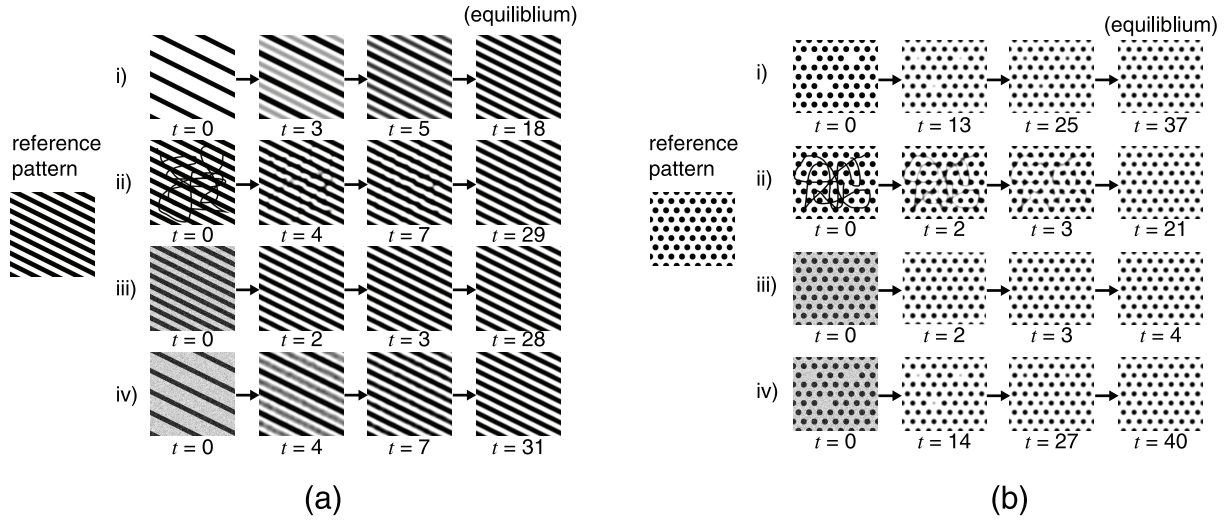 (equiliblium)
i)
t = 0 t = 3 t = 5 t = 18
reference
pattern
ii)
t = 0 t = 4 t = 7 t = 29
iii)
t = 0 t = 2 t = 3 t = 28
iv)
t = 0 t = 4 t = 7 t = 31
(a)
(equiliblium)
i)
t = 0 t = 13 t = 25 t = 37
reference
pattern
ii)
t = 0 t = 2 t = 3 t = 21
iii)
t = 0 t = 2 t = 3 t = 4
iv)
t = 0 t = 14 t = 27 t = 40
(b)